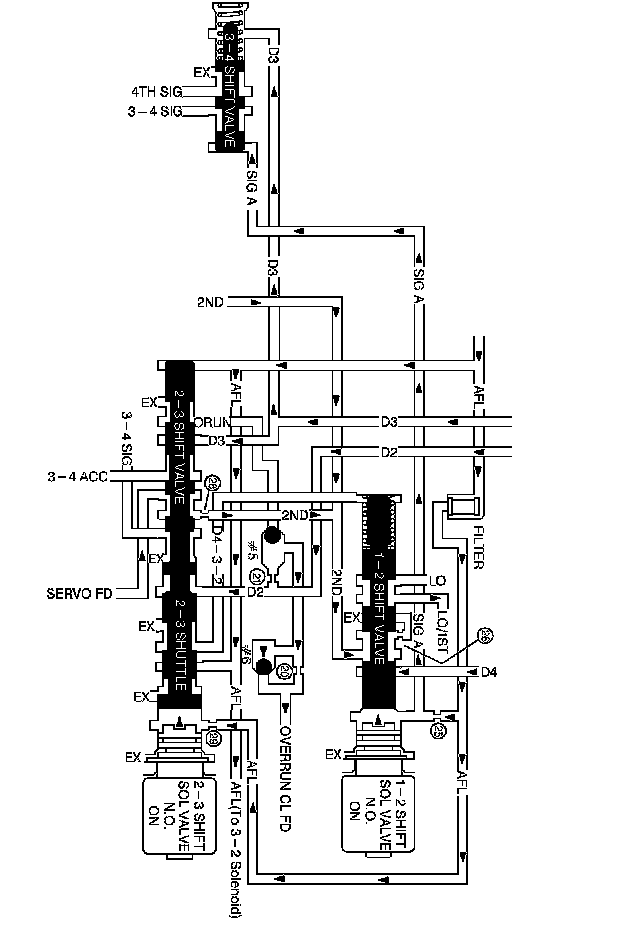 3–4 SHIFT VALVE
D3
EX
4TH SIG
3–4 SIG
SIG A
D3
SIG A
2ND
AFL
AFL
EX
2–3 SHIFT VALVE
ORUN
D3
D3
D2
3–4 SIG
3–4 ACC
28
2ND
D4–3–2
#5
21
FILTER
1–2 SHIFT VALVE
EX
SERVO FD
D2
2ND
LO
LO/1ST
EX
SIG A
26
2–3 SHUTTLE
EX
#6
20
D4
EX
AFL
29
OVERRUN CL FD
25
EX
EX
AFL
AFL
2–3 SHIFT
SOL VALVE
N.O.
ON
AFL(To 3–2 Solenoid)
1–2 SHIFT
SOL VALVE
N.O.
ON